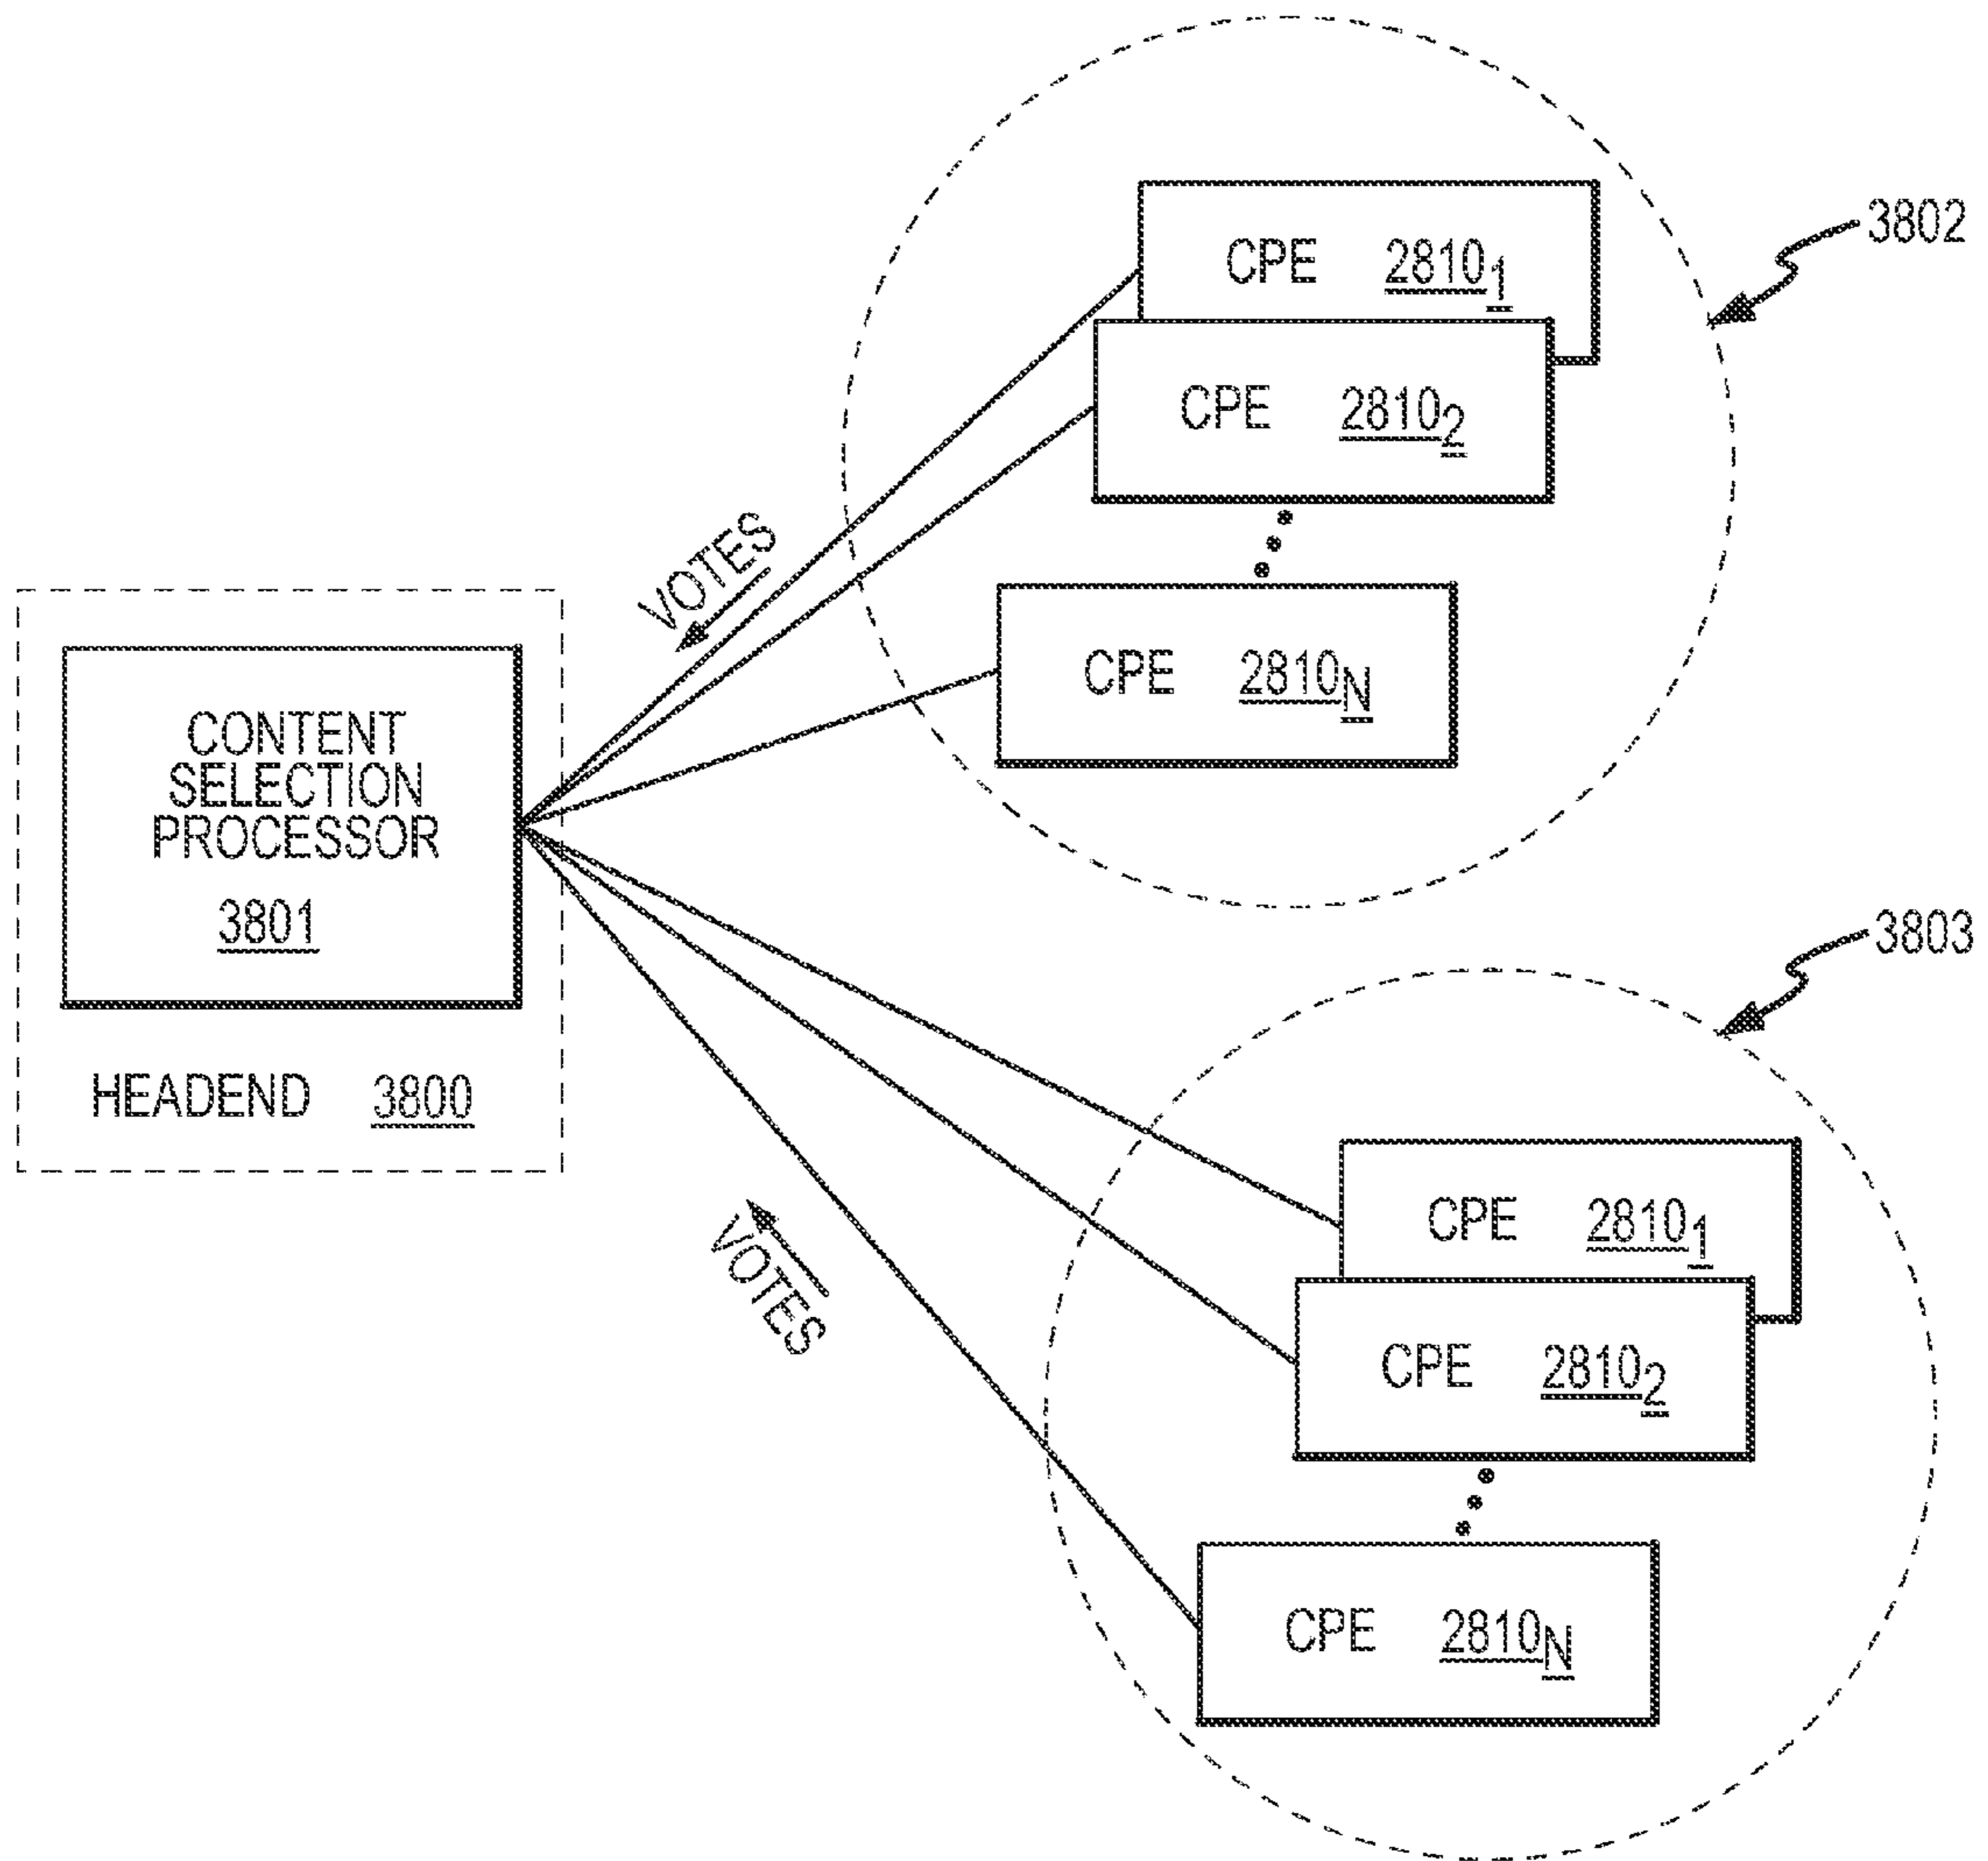 3802
CPE 2810₁
CPE 2810₂
CPE 2810N
VOTES
CONTENT
SELECTION
PROCESSOR
3801
HEADEND 3800
3803
VOTES
CPE 2810₁
CPE 2810₂
CPE 2810N